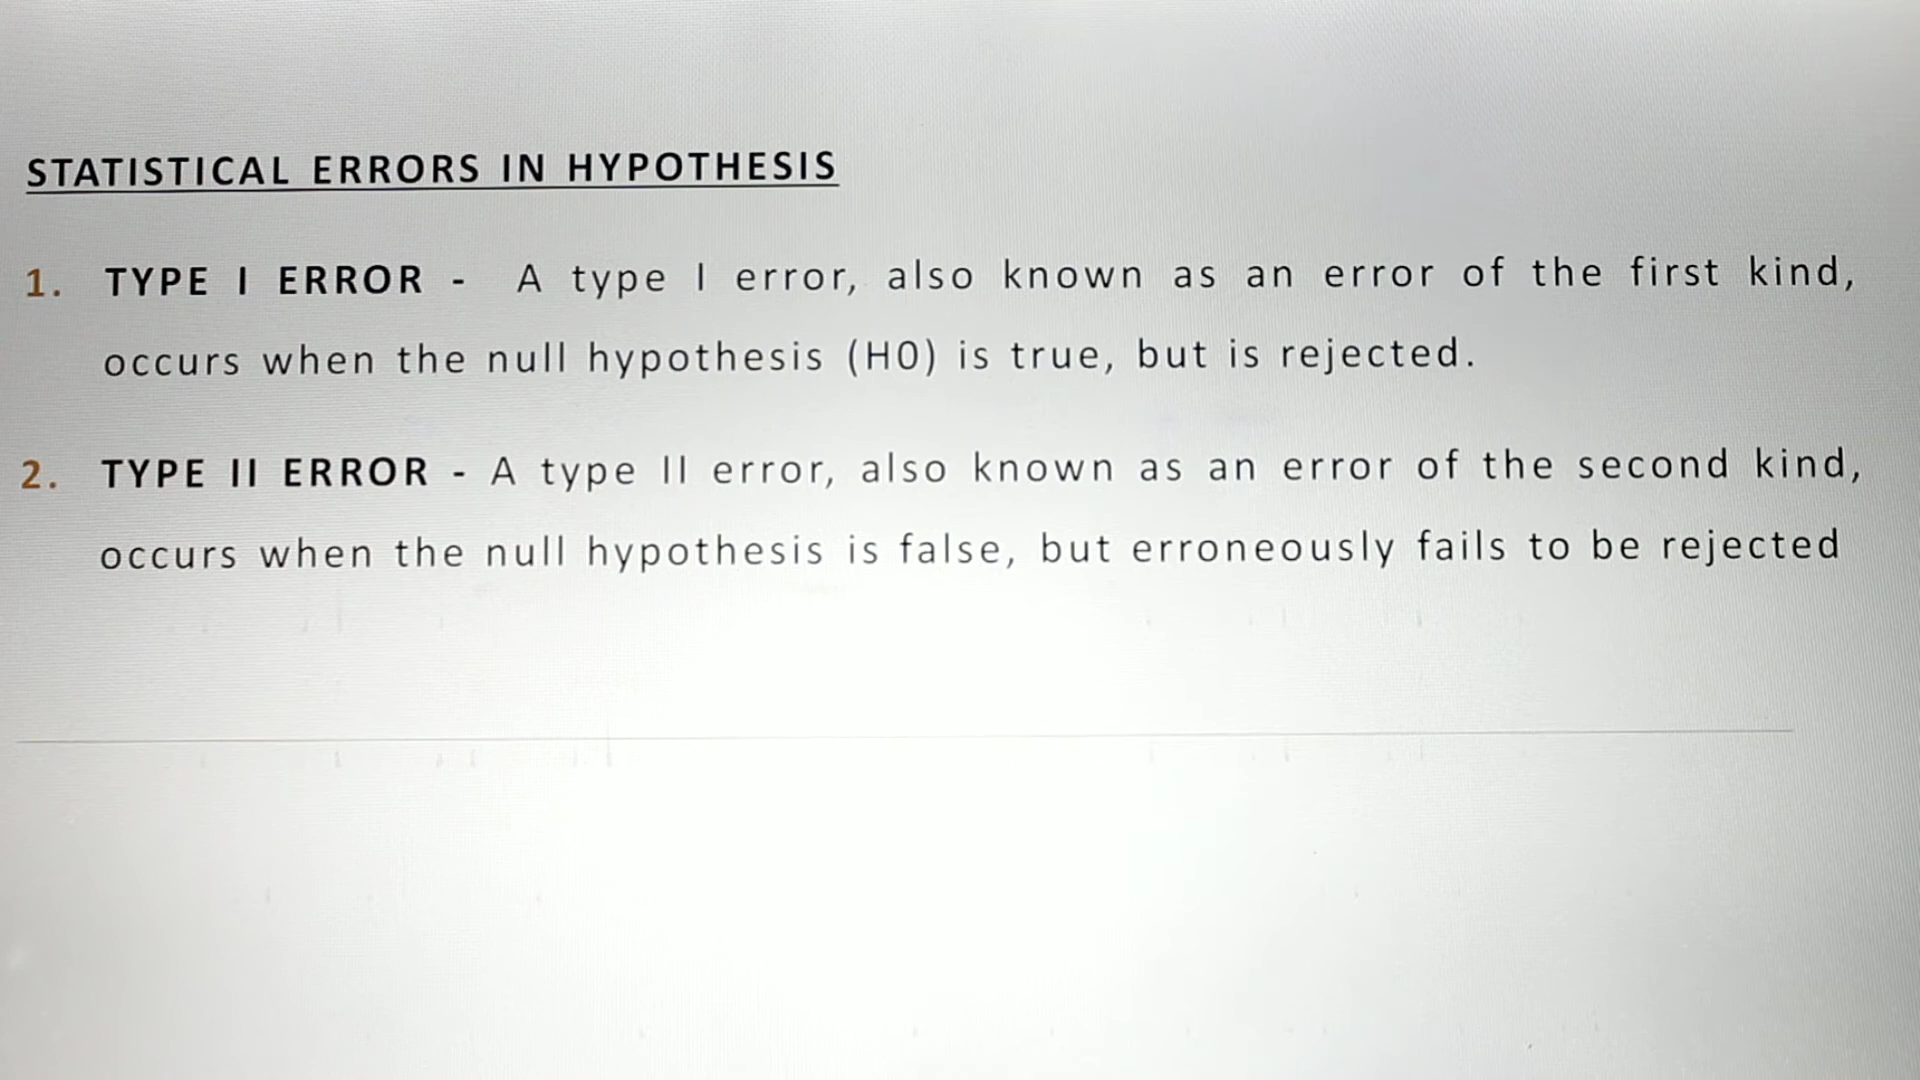 STATISTICAL ERRORS IN HYPOTHESIS
1. TYPE I ERROR - A type I error, also known as an error of the first kind,
occurs when the null hypothesis (H0) is true, but is rejected.
2. TYPE II ERROR - A type II error, also known as an error of the second kind,
occurs when the null hypothesis is false, but erroneously fails to be rejected